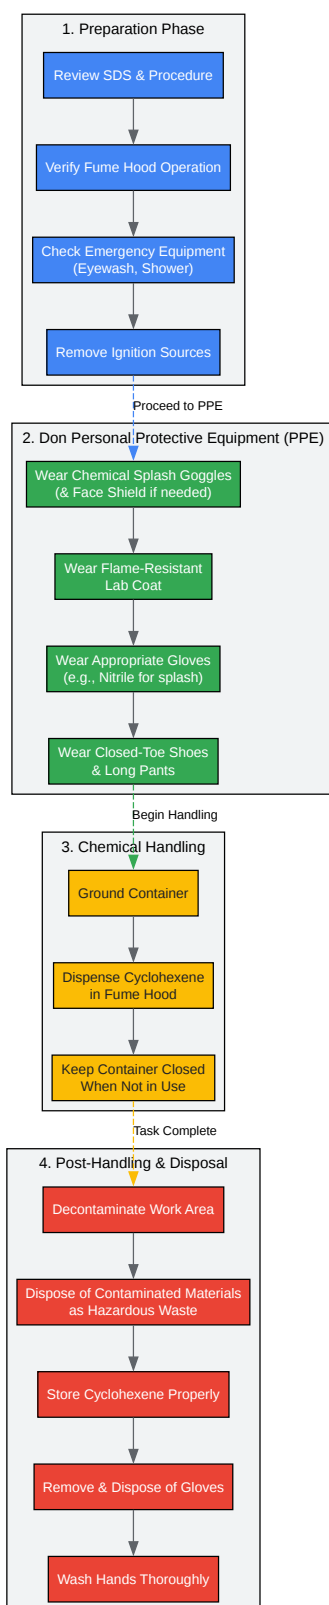 1. Preparation Phase
Review SDS & Procedure
Verify Fume Hood Operation
Check Emergency Equipment
(Eyewash, Shower)
Remove Ignition Sources
Proceed to PPE
2. Don Personal Protective Equipment (PPE)
Wear Chemical Splash Goggles
(& Face Shield if needed)
Wear Flame-Resistant
Lab Coat
Wear Appropriate Gloves
(e.g., Nitrile for splash)
Wear Closed-Toe Shoes
& Long Pants
Begin Handling
3. Chemical Handling
Ground Container
Dispense Cyclohexene
in Fume Hood
Keep Container Closed
When Not in Use
Task Complete
4. Post-Handling & Disposal
Decontaminate Work Area
Dispose of Contaminated Materials
as Hazardous Waste
Store Cyclohexene Properly
Remove & Dispose of Gloves
Wash Hands Thoroughly